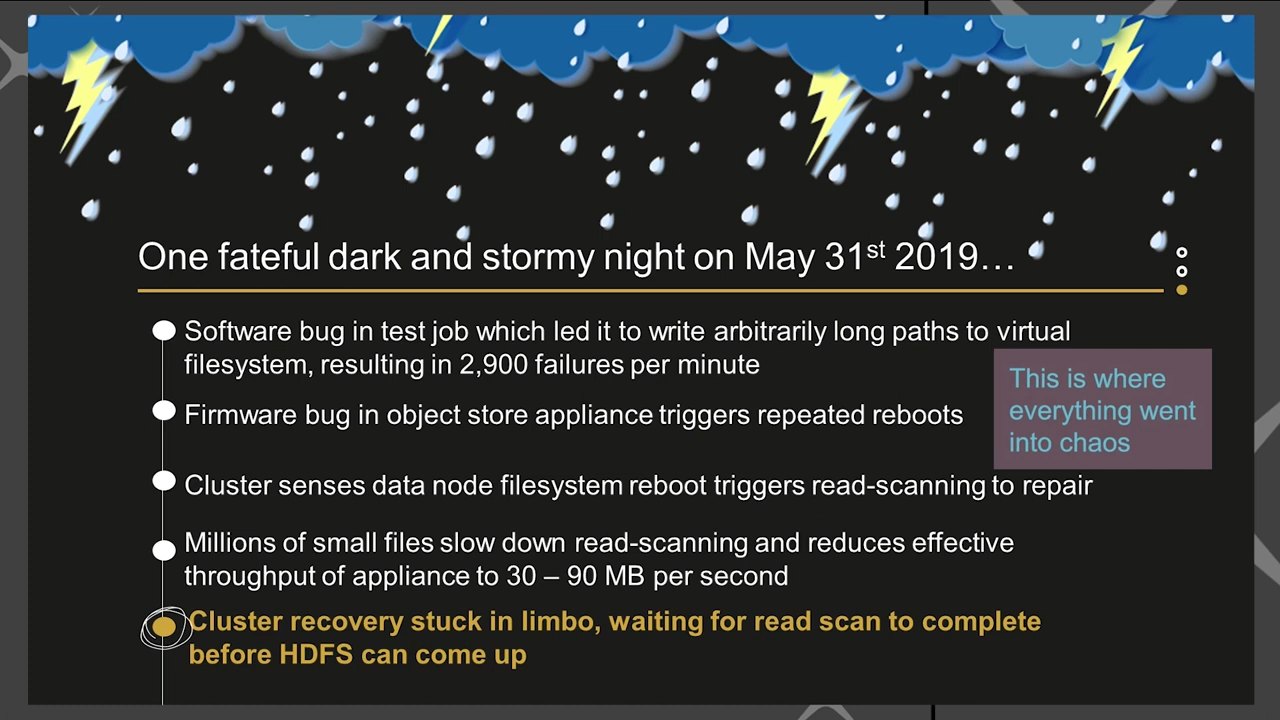 One fateful dark and stormy night on May 31st 2019…
Software bug in test job which led it to write arbitrarily long paths to virtual
filesystem, resulting in 2,900 failures per minute
This is where
everything went
into chaos
Firmware bug in object store appliance triggers repeated reboots
Cluster senses data node filesystem reboot triggers read-scanning to repair
Millions of small files slow down read-scanning and reduces effective
throughput of appliance to 30 – 90 MB per second
Cluster recovery stuck in limbo, waiting for read scan to complete
before HDFS can come up